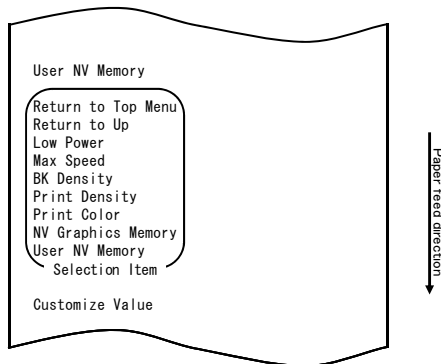 User NV Memory
Return to Top Menu
Return to Up
Low Power
Max Speed
BK Density
Print Density
Print Color
NV Graphics Memory
User NV Memory
Selection Item
Customize Value
Paper feed direction